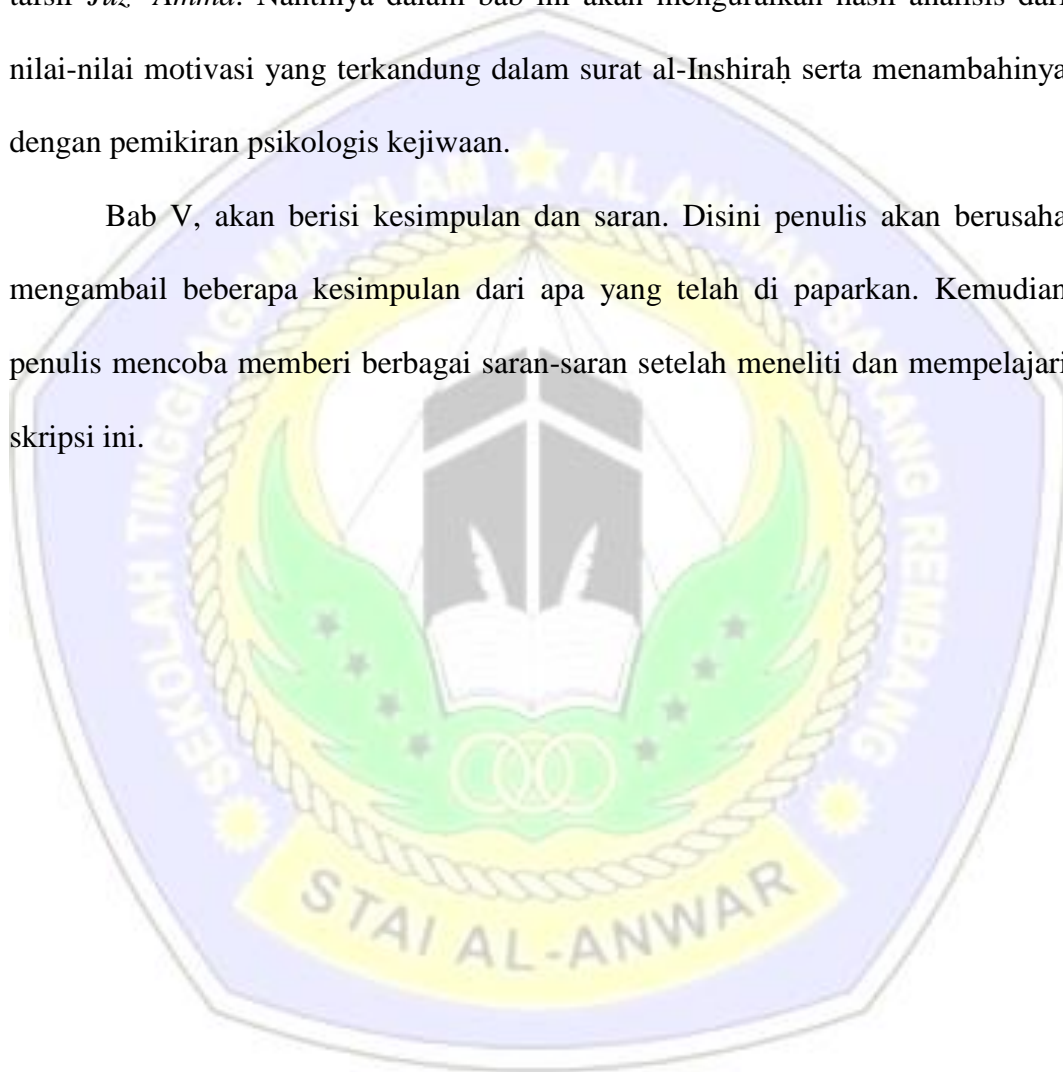 tafsir Juz 'Amma. Nantinya dalam bab ini akan menguraikan hasil analisis dari
nilai-nilai motivasi yang terkandung dalam surat al-Inshiraḥ serta menambahinya
dengan pemikiran psikologis kejiwaan.
Bab V, akan berisi kesimpulan dan saran. Disini penulis akan berusaha
mengambail beberapa kesimpulan dari apa yang telah di paparkan. Kemudian
penulis mencoba memberi berbagai saran-saran setelah meneliti dan mempelajari
skripsi ini.
SEKOLAH TINGGI AGAMA ISLAM AL ANWAR SARANG REMBANG
STAI AL-ANWAR